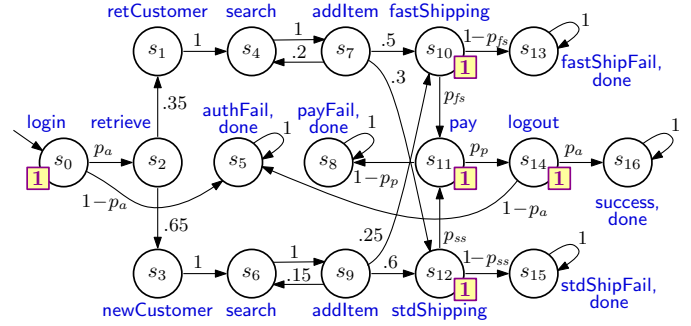 retCustomer search addItem fastShipping
1 1 .5 1−p_fs 1
s_1 s_4 s_7 s_10 s_13
.2 1
.3 fastShipFail,
done
.35 p_fs
login retrieve authFail, payFail, pay logout
done done
1 1 1
p_a p_p p_a
s_0 s_2 s_5 s_8 s_11 s_14 s_16
1 1−p_p 1 1
1−p_a 1−p_a success,
done
.65 .25 p_ss
1 1 .6 1−p_ss 1
s_3 s_6 s_9 s_12 s_15
.15 1 stdShipFail,
done
newCustomer search addItem stdShipping